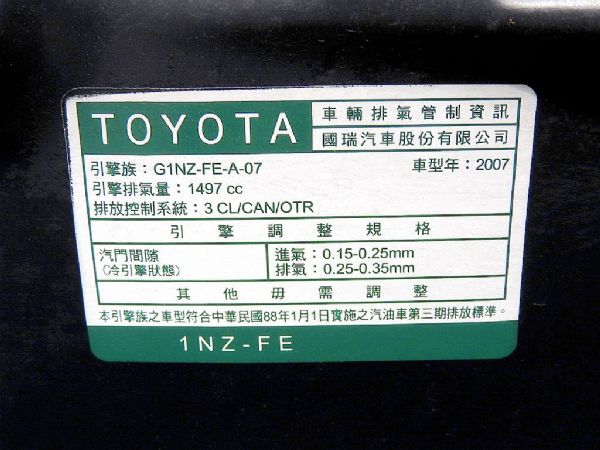 TOYOTA
車輛排氣管制資訊
國瑞汽車股份有限公司
引擎族：G1NZ-FE-A-07 車型年：2007
引擎排氣量：1497 cc
排放控制系統：3 CL/CAN/OTR
引擎調整規格
汽門間隙
(冷引擎狀態)
進氣：0.15-0.25mm
排氣：0.25-0.35mm
其他毋需調整
本引擎族之車型符合中華民國88年1月1日實施之汽油車第三期排放標準。
1NZ-FE